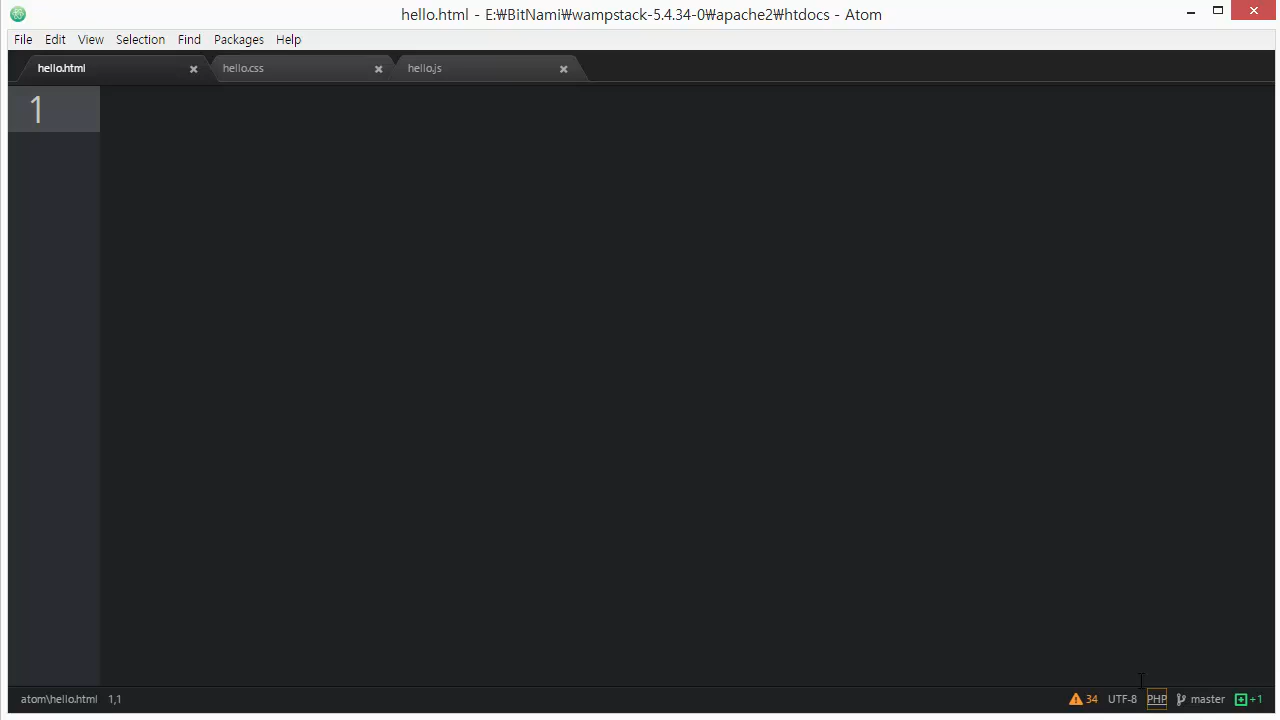 hello.html - E:₩BitNami₩wampstack-5.4.34-0₩apache2₩htdocs - Atom
File Edit View Selection Find Packages Help
hello.html hello.css hello.js
1
atom\hello.html 1,1 34 UTF-8 PHP master +1